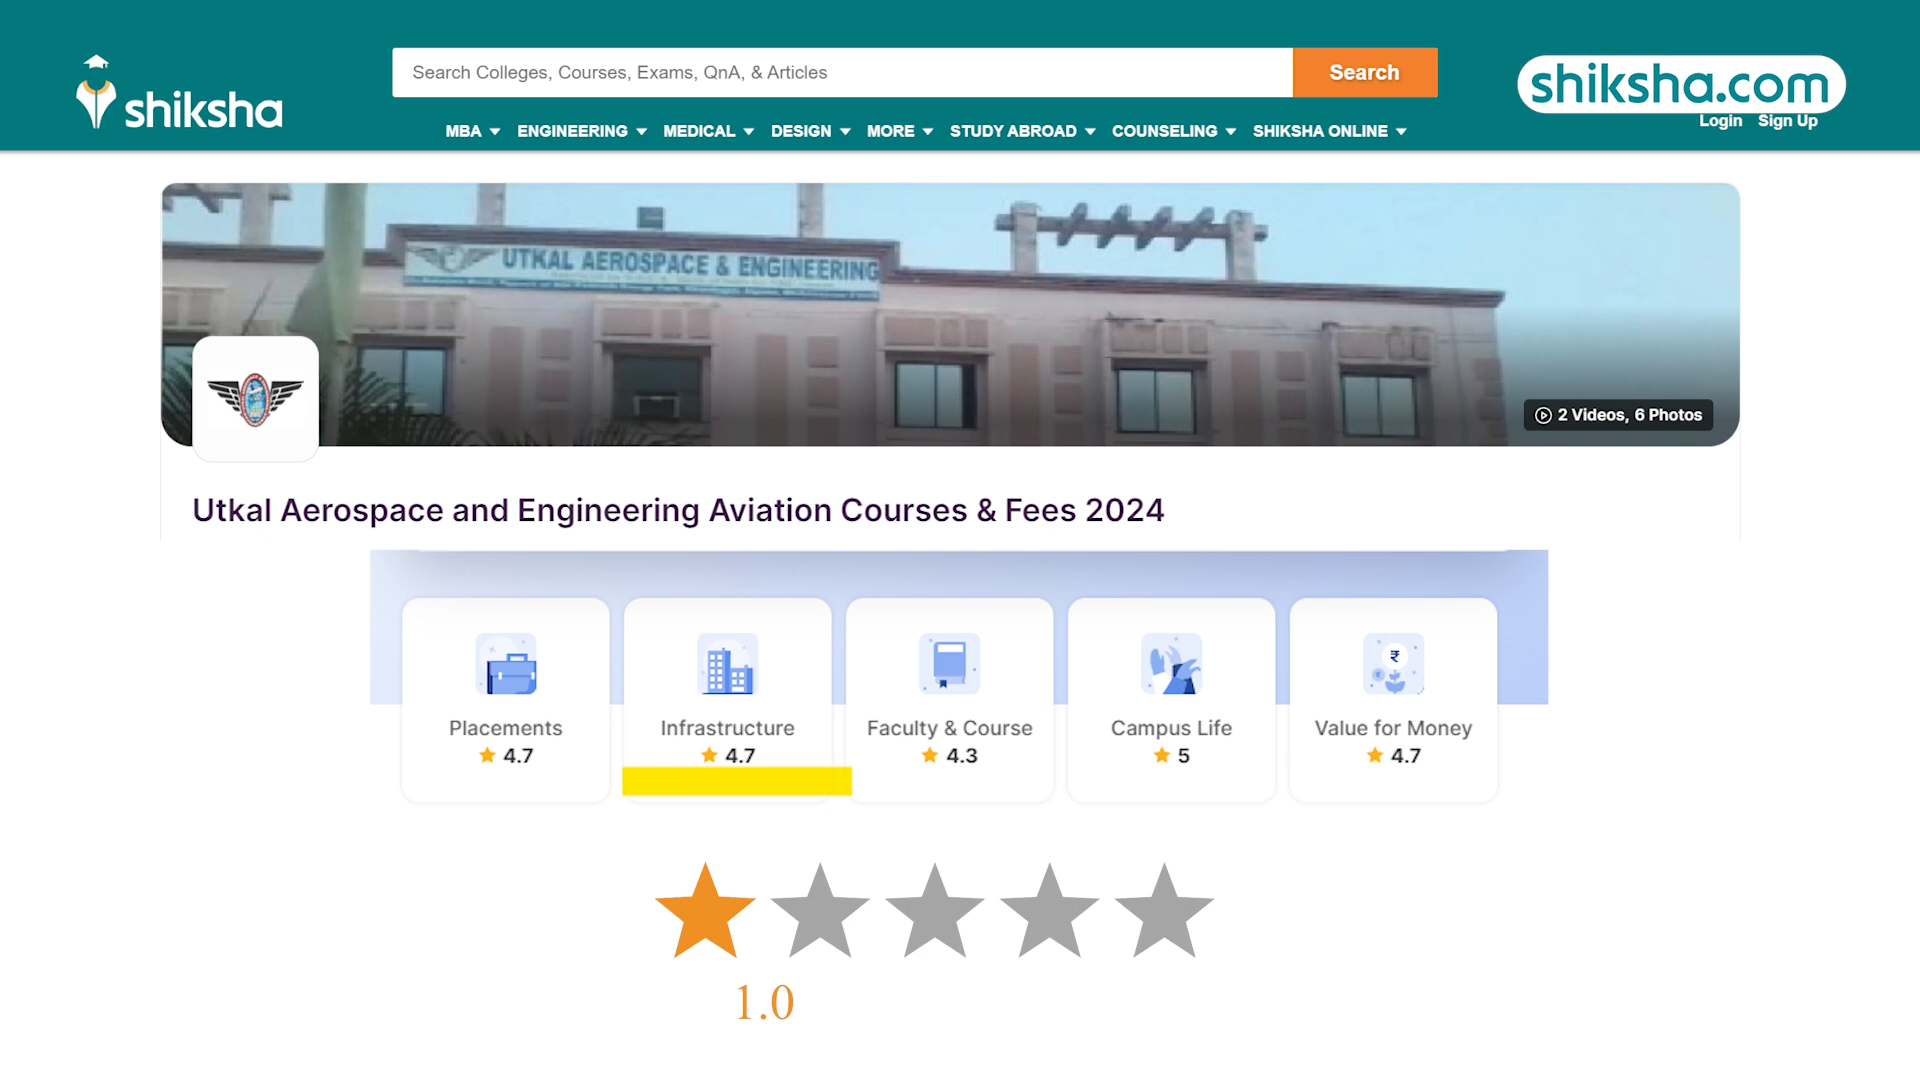 shiksha
Search Colleges, Courses, Exams, QnA, & Articles
Search
shiksha.com
Login Sign Up
MBA ENGINEERING MEDICAL DESIGN MORE STUDY ABROAD COUNSELING SHIKSHA ONLINE
UTKAL AEROSPACE & ENGINEERING
2 Videos, 6 Photos
Utkal Aerospace and Engineering Aviation Courses & Fees 2024
Placements
4.7
Infrastructure
4.7
Faculty & Course
4.3
Campus Life
5
Value for Money
4.7
1.0